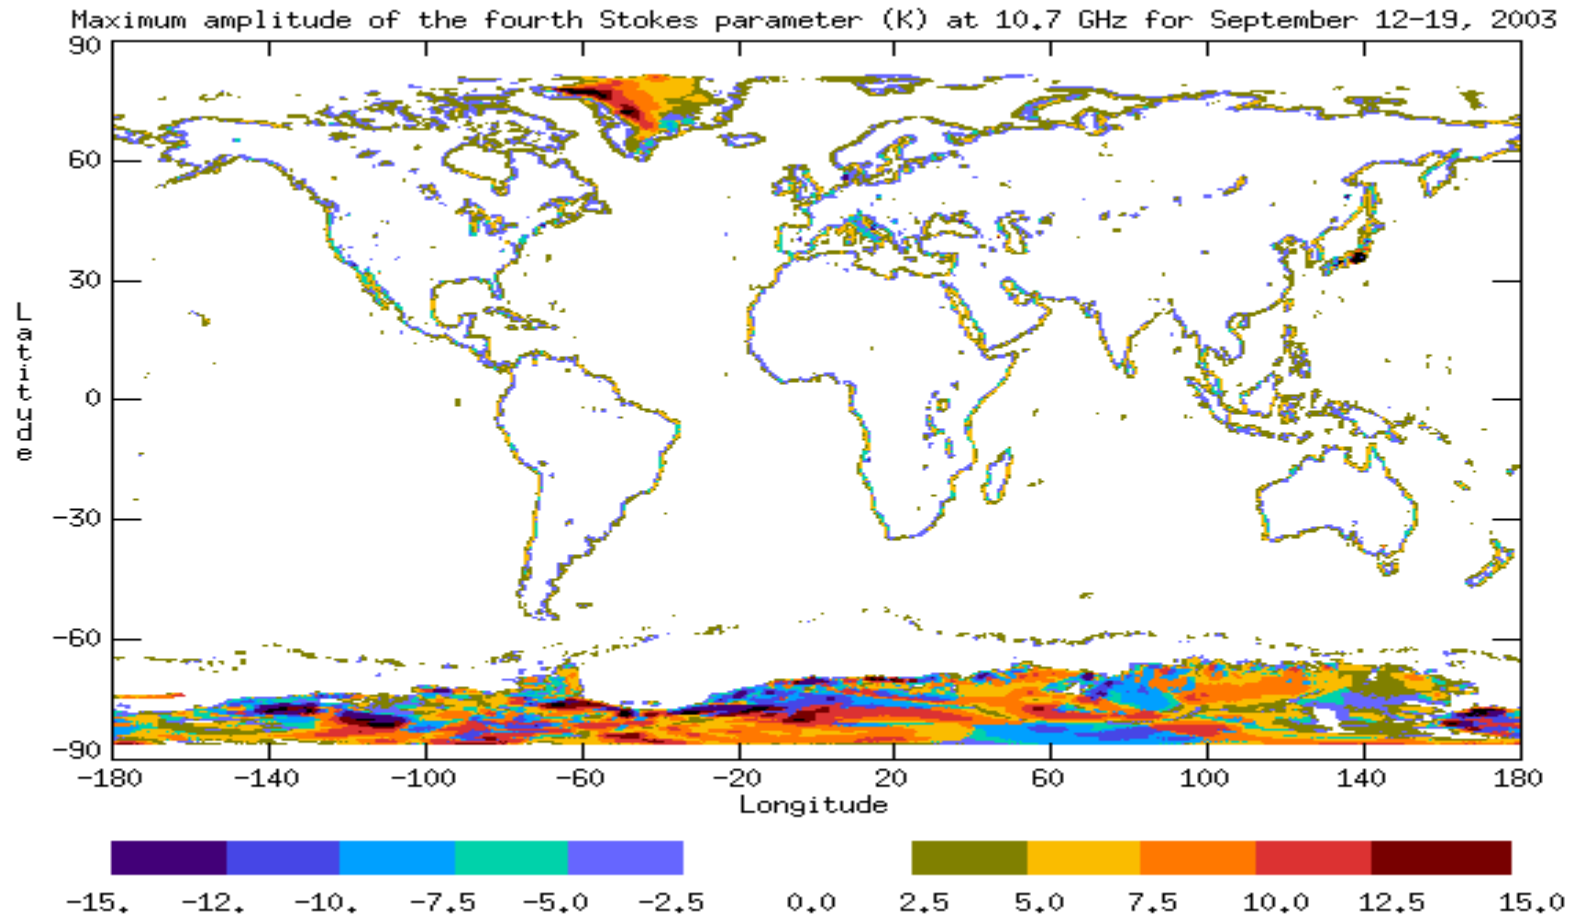 Maximum amplitude of the fourth Stokes parameter (K) at 10.7 GHz for September 12-19, 2003
90
60
30
0
-30
-60
-90
Latitude
-180 -140 -100 -60 -20 20 60 100 140 180
Longitude
-15. -12. -10. -7.5 -5.0 -2.5 0.0 2.5 5.0 7.5 10.0 12.5 15.0